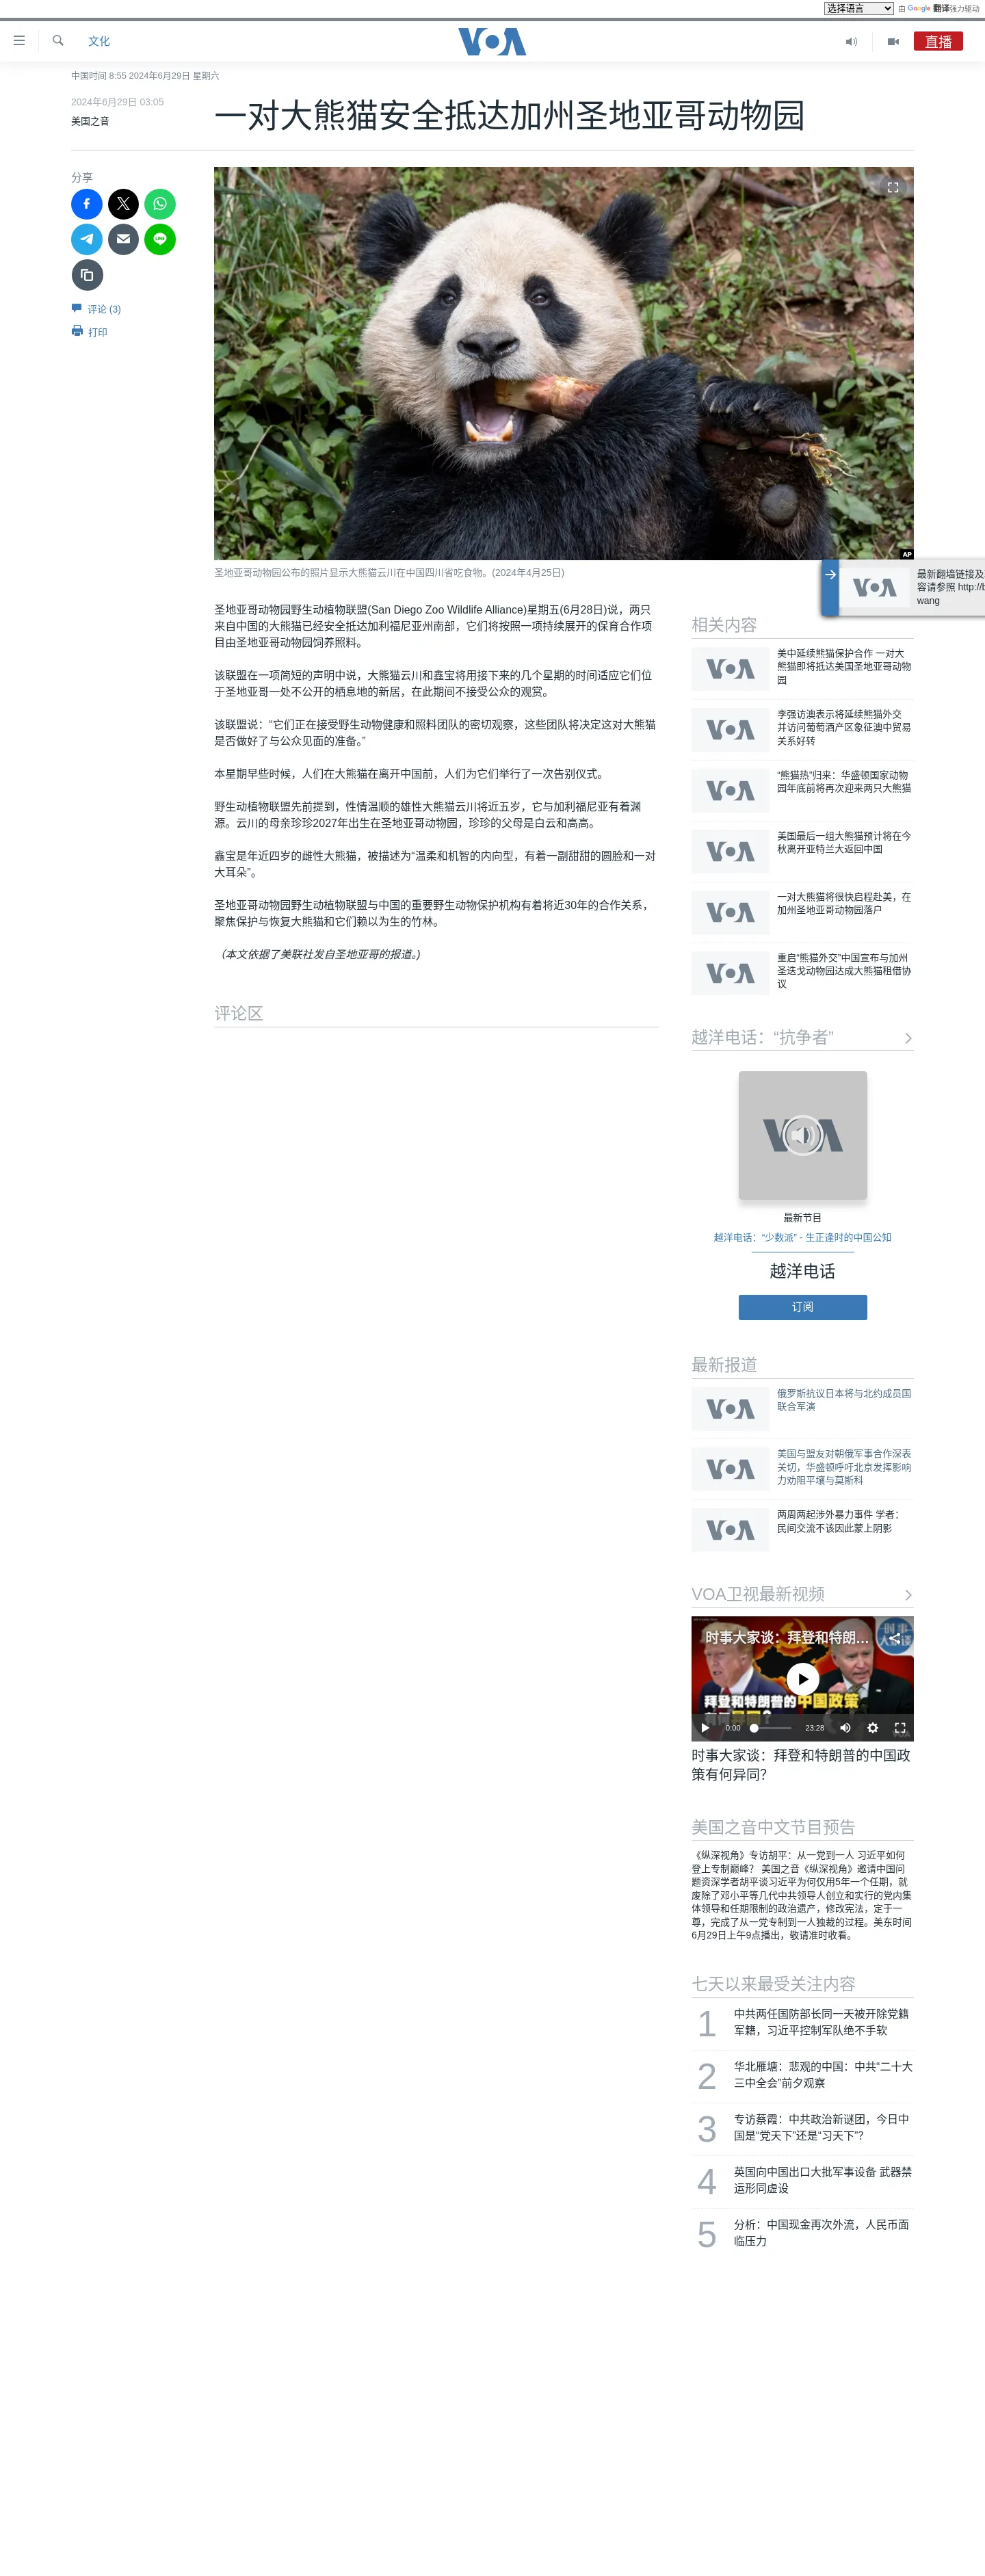 选择语言
由 Google 翻译强力驱动
文化
VOA
直播
中国时间 8:55 2024年6月29日 星期六
2024年6月29日 03:05
美国之音
一对大熊猫安全抵达加州圣地亚哥动物园
分享
评论 (3)
打印
AP
圣地亚哥动物园公布的照片显示大熊猫云川在中国四川省吃食物。(2024年4月25日)
最新翻墙链接及
容请参照 http://b
wang
圣地亚哥动物园野生动植物联盟(San Diego Zoo Wildlife Alliance)星期五(6月28日)说，两只
来自中国的大熊猫已经安全抵达加利福尼亚州南部，它们将按照一项持续展开的保育合作项
目由圣地亚哥动物园饲养照料。
该联盟在一项简短的声明中说，大熊猫云川和鑫宝将用接下来的几个星期的时间适应它们位
于圣地亚哥一处不公开的栖息地的新居，在此期间不接受公众的观赏。
该联盟说：“它们正在接受野生动物健康和照料团队的密切观察，这些团队将决定这对大熊猫
是否做好了与公众见面的准备。”
本星期早些时候，人们在大熊猫在离开中国前，人们为它们举行了一次告别仪式。
野生动植物联盟先前提到，性情温顺的雄性大熊猫云川将近五岁，它与加利福尼亚有着渊
源。云川的母亲珍珍2027年出生在圣地亚哥动物园，珍珍的父母是白云和高高。
鑫宝是年近四岁的雌性大熊猫，被描述为“温柔和机智的内向型，有着一副甜甜的圆脸和一对
大耳朵”。
圣地亚哥动物园野生动植物联盟与中国的重要野生动物保护机构有着将近30年的合作关系，
聚焦保护与恢复大熊猫和它们赖以为生的竹林。
（本文依据了美联社发自圣地亚哥的报道。)
评论区
相关内容
VOA
美中延续熊猫保护合作 一对大
熊猫即将抵达美国圣地亚哥动物
园
VOA
李强访澳表示将延续熊猫外交
并访问葡萄酒产区象征澳中贸易
关系好转
VOA
“熊猫热”归来：华盛顿国家动物
园年底前将再次迎来两只大熊猫
VOA
美国最后一组大熊猫预计将在今
秋离开亚特兰大返回中国
VOA
一对大熊猫将很快启程赴美，在
加州圣地亚哥动物园落户
VOA
重启“熊猫外交”中国宣布与加州
圣迭戈动物园达成大熊猫租借协
议
越洋电话：“抗争者”
VOA
最新节目
越洋电话：“少数派” - 生正逢时的中国公知
越洋电话
订阅
最新报道
VOA
俄罗斯抗议日本将与北约成员国
联合军演
VOA
美国与盟友对朝俄军事合作深表
关切，华盛顿呼吁北京发挥影响
力劝阻平壤与莫斯科
VOA
两周两起涉外暴力事件 学者：
民间交流不该因此蒙上阴影
VOA卫视最新视频
时事大家谈：拜登和特朗...
拜登和特朗普的中国政策
有何异同？
0:00
23:28
时事大家谈：拜登和特朗普的中国政
策有何异同？
美国之音中文节目预告
《纵深视角》专访胡平：从一党到一人 习近平如何
登上专制巅峰？ 美国之音《纵深视角》邀请中国问
题资深学者胡平谈习近平为何仅用5年一个任期，就
废除了邓小平等几代中共领导人创立和实行的党内集
体领导和任期限制的政治遗产，修改宪法，定于一
尊，完成了从一党专制到一人独裁的过程。美东时间
6月29日上午9点播出，敬请准时收看。
七天以来最受关注内容
1
中共两任国防部长同一天被开除党籍
军籍，习近平控制军队绝不手软
2
华北雁塘：悲观的中国：中共“二十大
三中全会”前夕观察
3
专访蔡霞：中共政治新谜团，今日中
国是“党天下”还是“习天下”？
4
英国向中国出口大批军事设备 武器禁
运形同虚设
5
分析：中国现金再次外流，人民币面
临压力